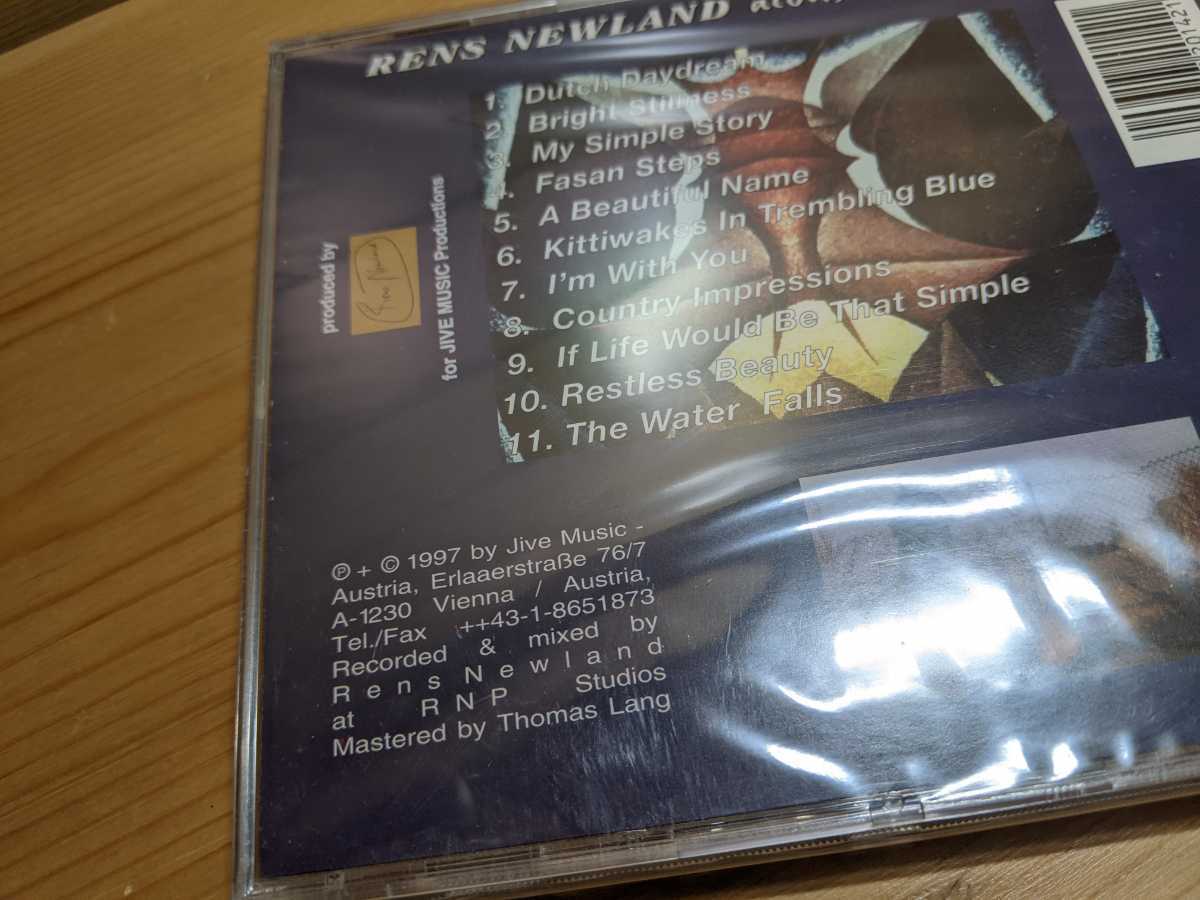 RENS NEWLAND
1. Dutch Daydream
2. Bright Stillness
3. My Simple Story
4. Fasan Steps
5. A Beautiful Name
6. Kittiwakes In Trembling Blue
7. I'm With You
8. Country Impressions
9. If Life Would Be That Simple
10. Restless Beauty
11. The Water Falls
produced by
for JIVE MUSIC Productions
℗ + © 1997 by Jive Music -
Austria, Erlaaerstraße 76/7
A-1230 Vienna / Austria,
Tel./Fax ++43-1-8651873
Recorded & mixed by
Rens Newland
at RNP Studios
Mastered by Thomas Lang